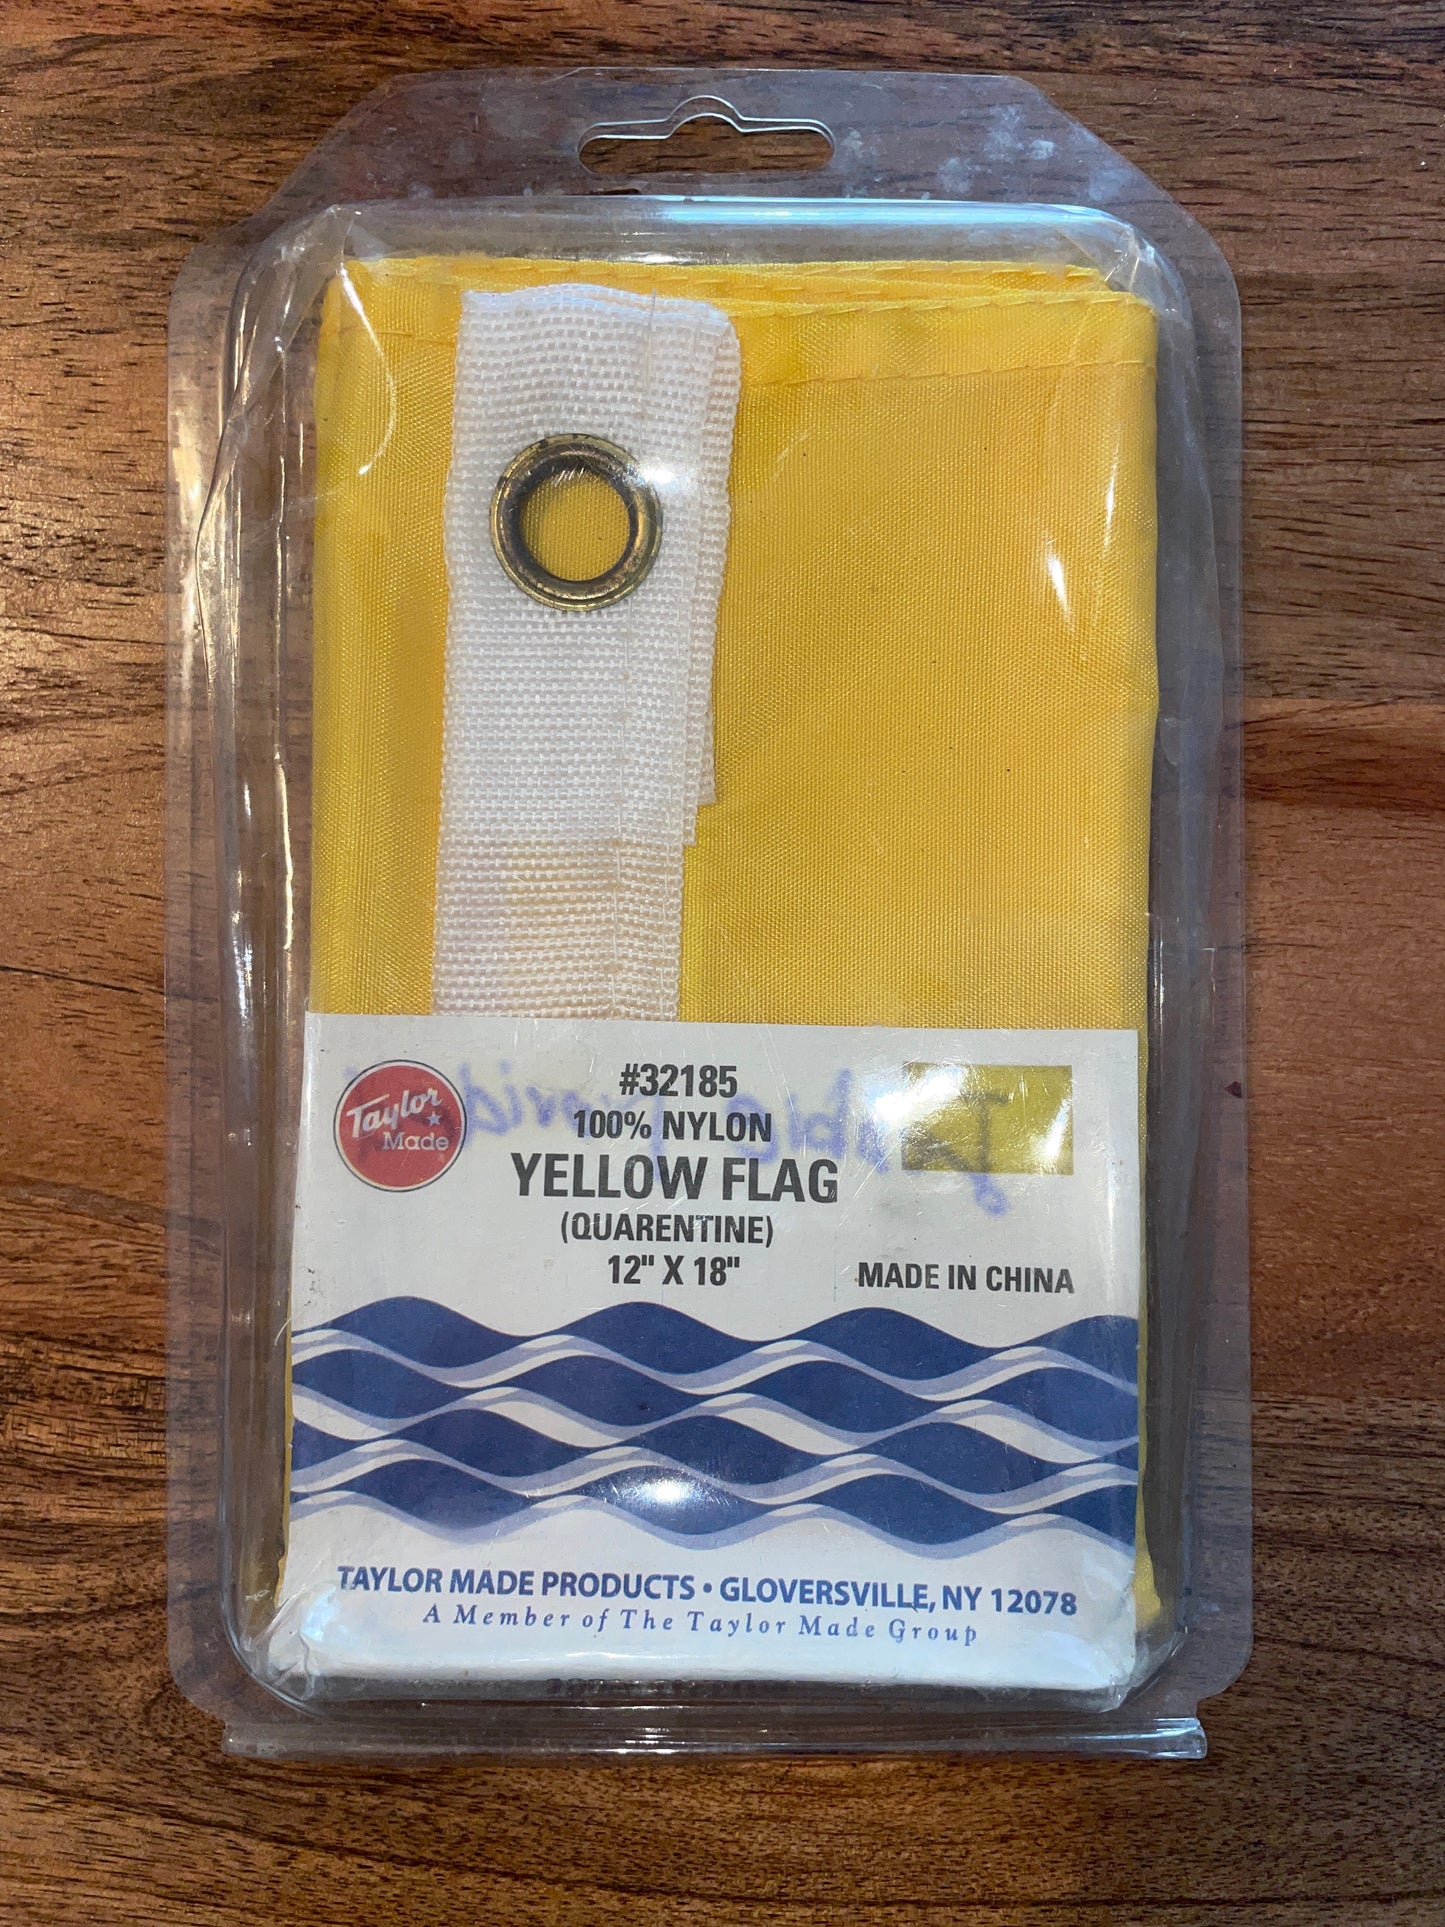 Taylor
Made
#32185
100% NYLON
YELLOW FLAG
(QUARENTINE)
12" X 18"
MADE IN CHINA
TAYLOR MADE PRODUCTS • GLOVERSVILLE, NY 12078
A Member of The Taylor Made Group